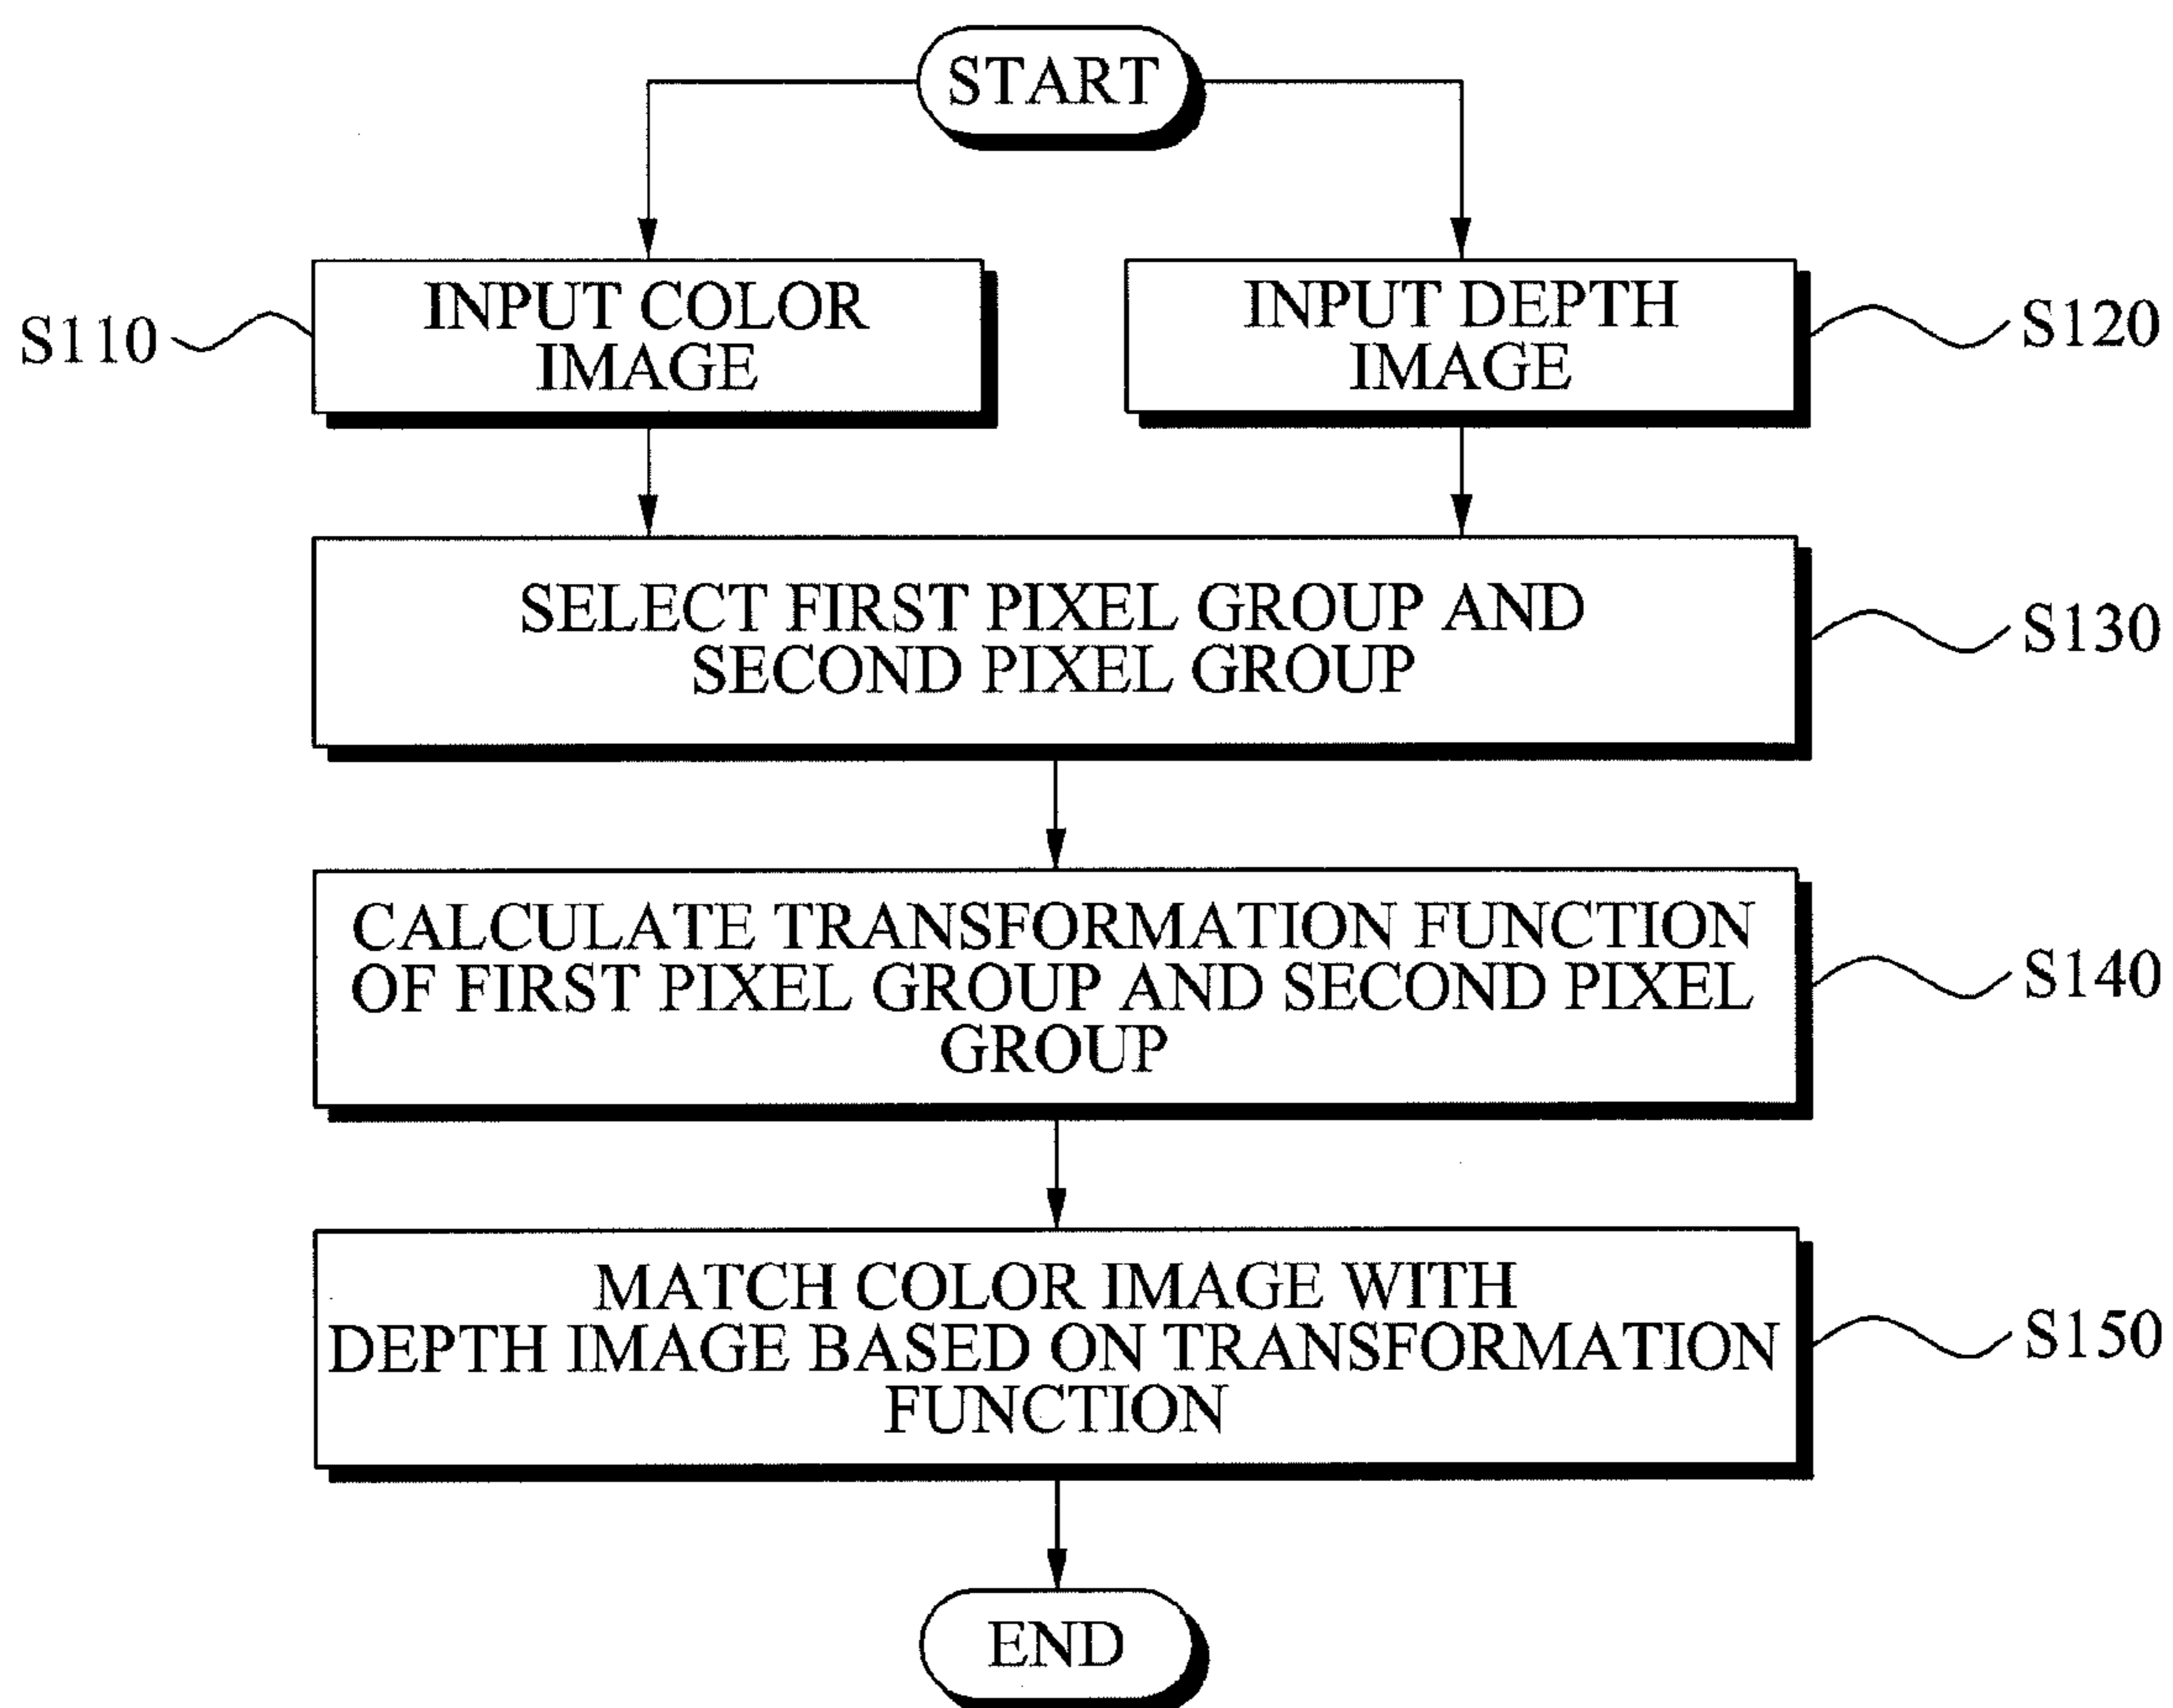 START
INPUT COLOR
IMAGE
S110
INPUT DEPTH
IMAGE
S120
SELECT FIRST PIXEL GROUP AND
SECOND PIXEL GROUP
S130
CALCULATE TRANSFORMATION FUNCTION
OF FIRST PIXEL GROUP AND SECOND PIXEL
GROUP
S140
MATCH COLOR IMAGE WITH
DEPTH IMAGE BASED ON TRANSFORMATION
FUNCTION
S150
END